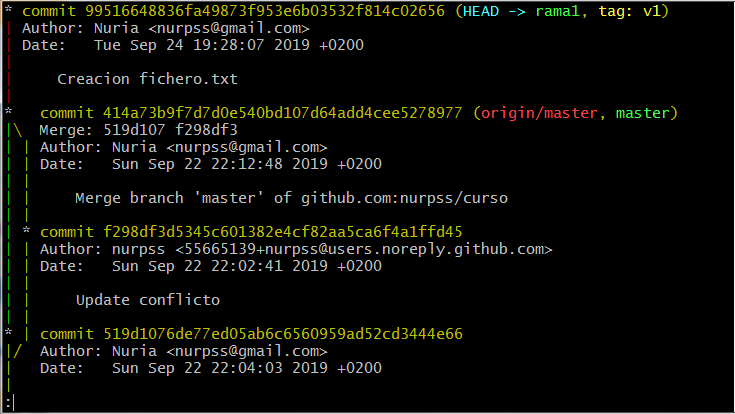 * commit 99516648836fa49873f953e6b03532f814c02656 (HEAD -> rama1, tag: v1)
| Author: Nuria <nurpss@gmail.com>
| Date:   Tue Sep 24 19:28:07 2019 +0200
|
|     Creacion fichero.txt
|
*   commit 414a73b9f7d7d0e540bd107d64add4cee5278977 (origin/master, master)
|\  Merge: 519d107 f298df3
| | Author: Nuria <nurpss@gmail.com>
| | Date:   Sun Sep 22 22:12:48 2019 +0200
| |
| |     Merge branch 'master' of github.com:nurpss/curso
| |
| * commit f298df3d5345c601382e4cf82aa5ca6f4a1ffd45
| | Author: nurpss <55665139+nurpss@users.noreply.github.com>
| | Date:   Sun Sep 22 22:02:41 2019 +0200
| |
| |     Update conflicto
| |
* | commit 519d1076de77ed05ab6c6560959ad52cd3444e66
|/  Author: Nuria <nurpss@gmail.com>
|   Date:   Sun Sep 22 22:04:03 2019 +0200
|
: